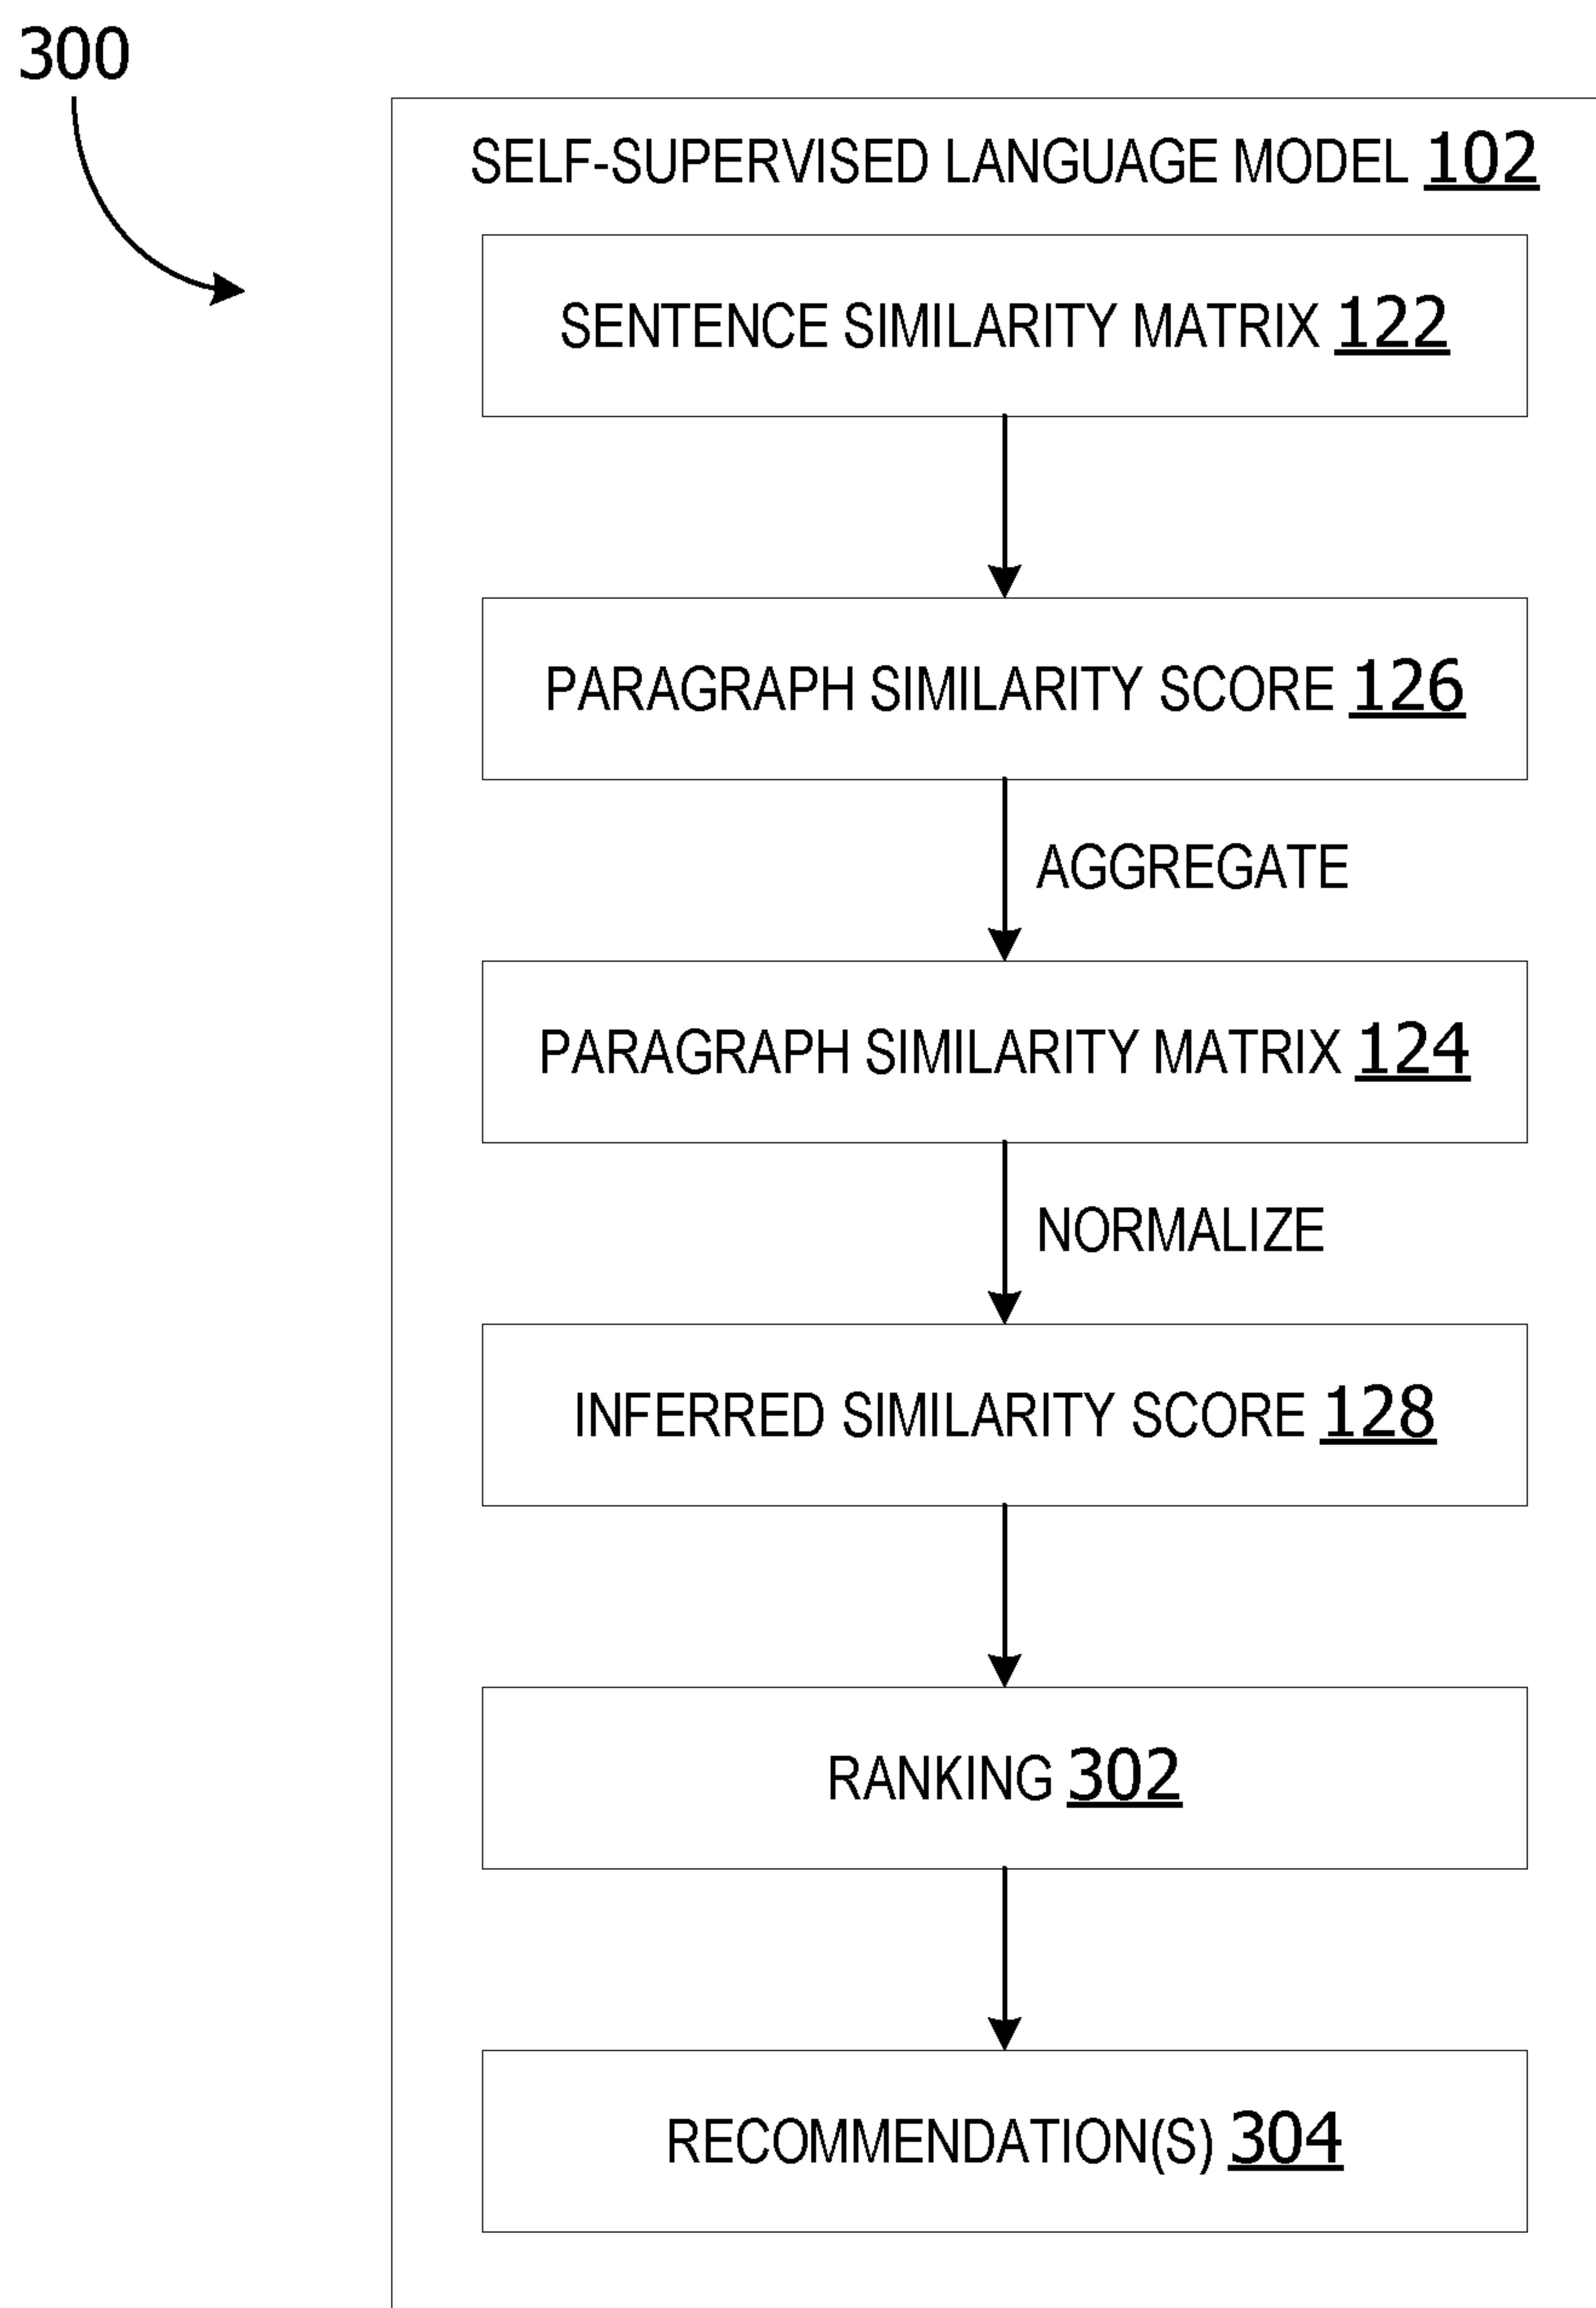 300
SELF-SUPERVISED LANGUAGE MODEL 102
SENTENCE SIMILARITY MATRIX 122
PARAGRAPH SIMILARITY SCORE 126
AGGREGATE
PARAGRAPH SIMILARITY MATRIX 124
NORMALIZE
INFERRED SIMILARITY SCORE 128
RANKING 302
RECOMMENDATION(S) 304